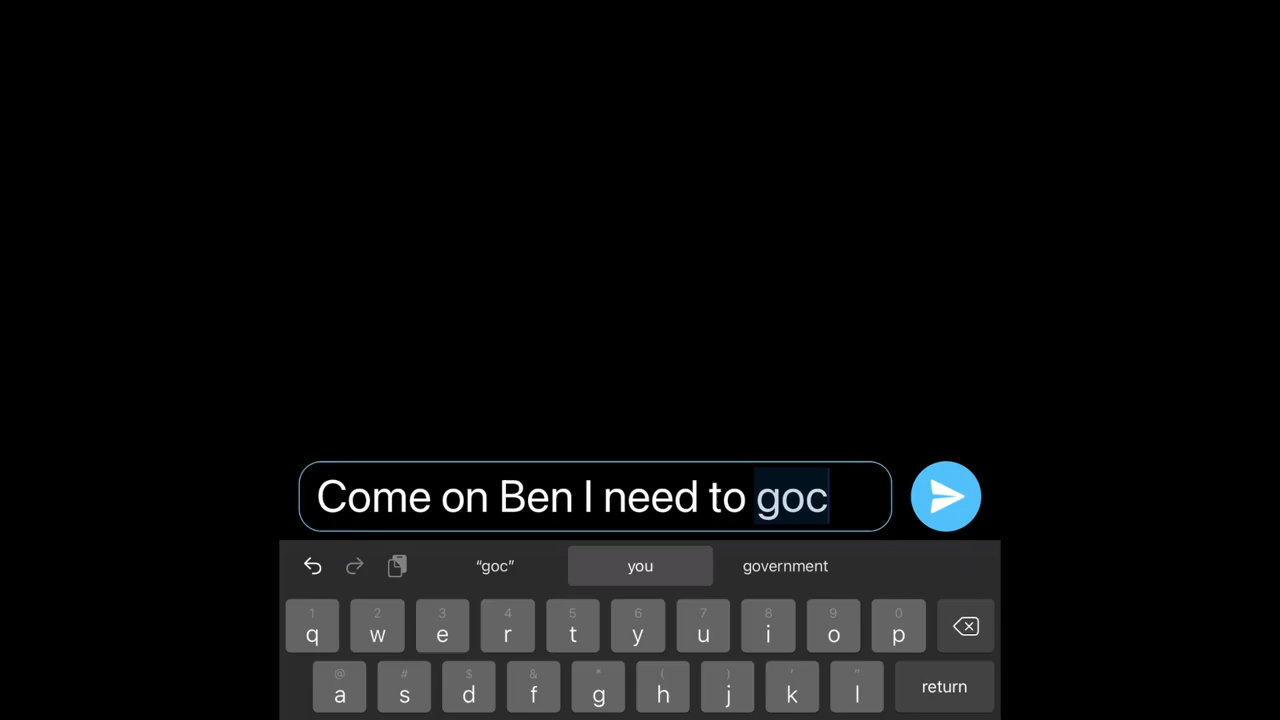 Come on Ben I need to goc
“goc” you government
1 2 3 4 5 6 7 8 9 0
q w e r t y u i o p
@ # $ & * ( ) ' "
a s d f g h j k l return